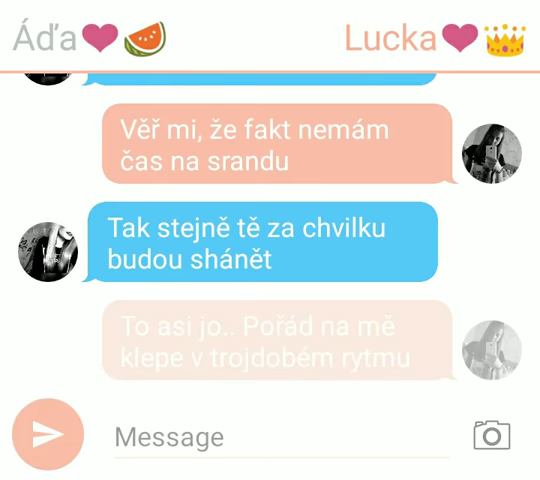 Áďa❤🍉
Lucka❤👑
Věř mi, že fakt nemám
čas na srandu
Tak stejně tě za chvilku
budou shánět
To asi jo.. Pořád na mě
klepe v trojdobém rytmu
Message